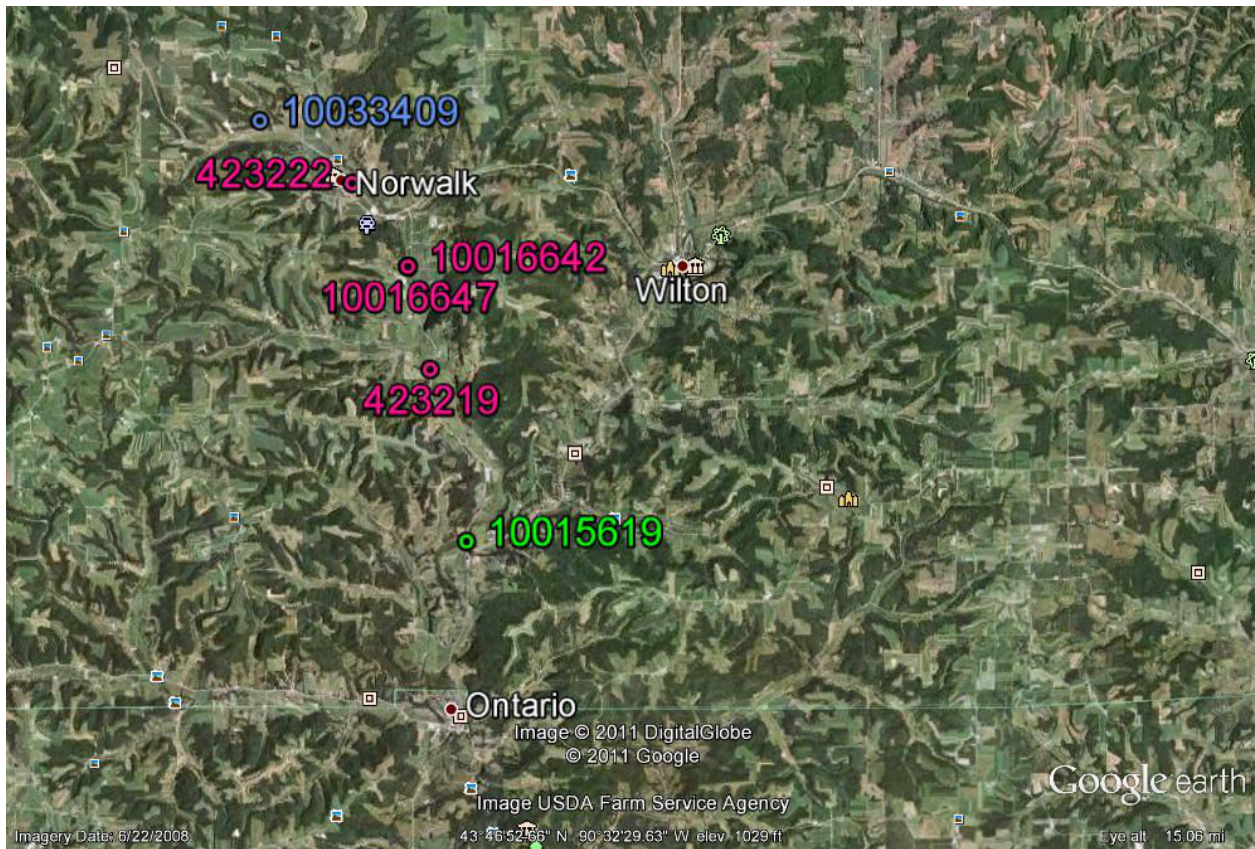 10033409
423222 Norwalk
10016642
10016647
Wilton
423219
10015619
Ontario
Image © 2011 DigitalGlobe
© 2011 Google
Google earth
Image USDA Farm Service Agency
Imagery Date: 6/22/2008 43°46'52.66" N 90°32'29.63" W elev 1029 ft Eye alt 15.06 mi